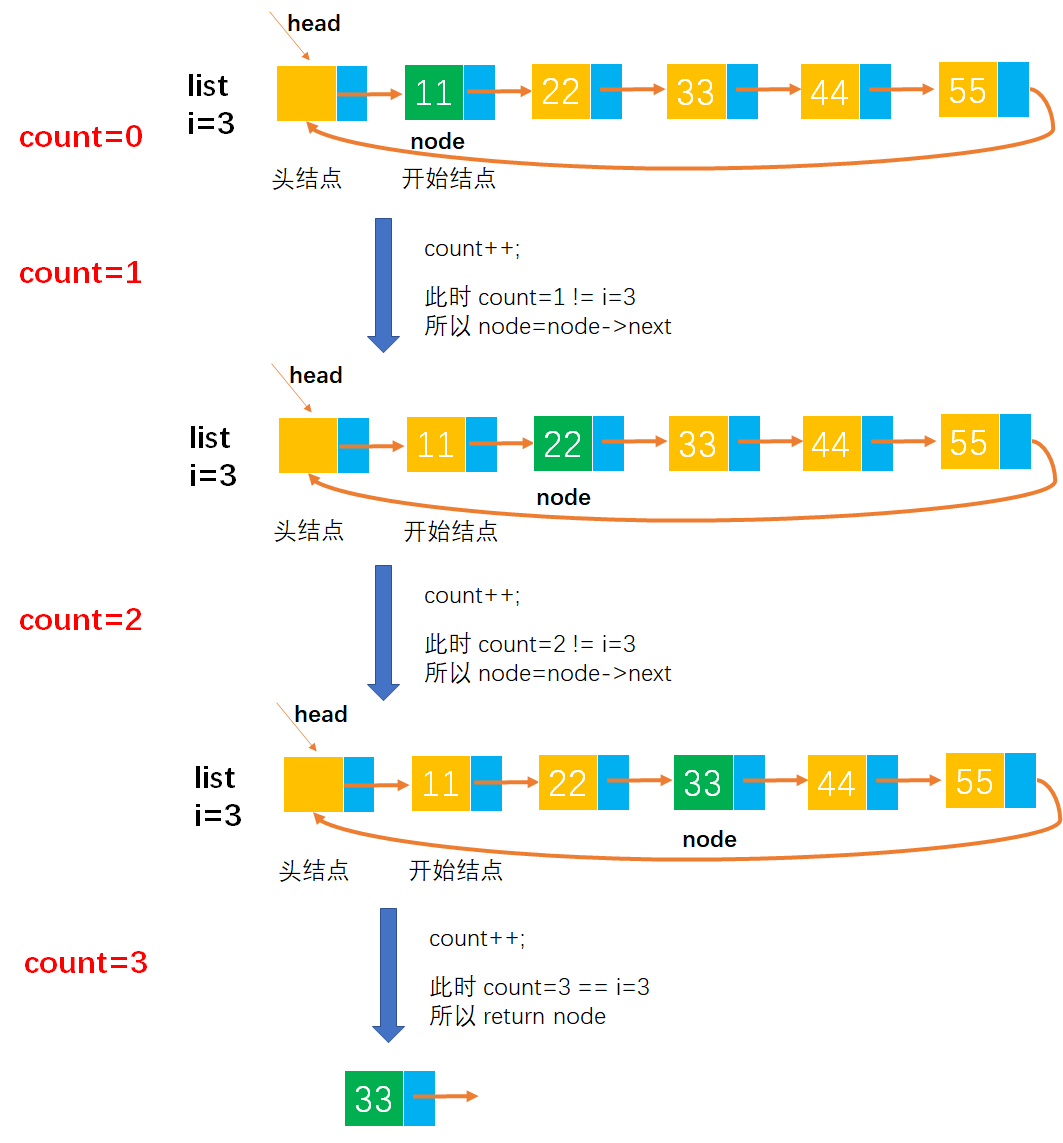 head
list
i=3
11 22 33 44 55
count=0
node
头结点 开始结点
count=1
count++;
此时 count=1 != i=3
所以 node=node->next
head
list
i=3
11 22 33 44 55
node
头结点 开始结点
count=2
count++;
此时 count=2 != i=3
所以 node=node->next
head
list
i=3
11 22 33 44 55
node
头结点 开始结点
count=3
count++;
此时 count=3 == i=3
所以 return node
33